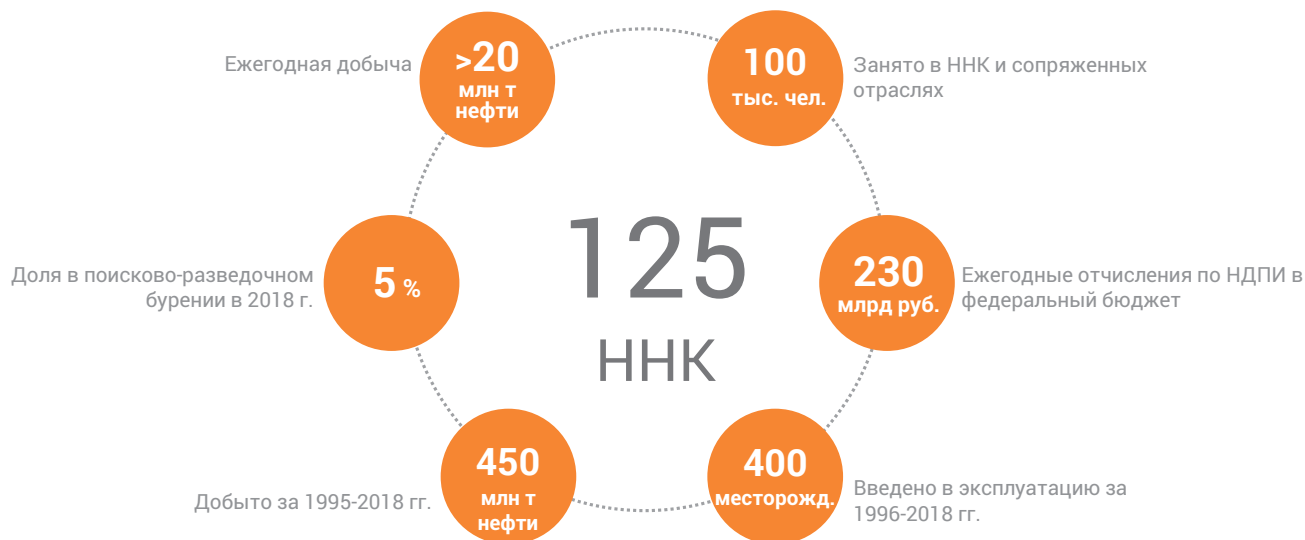 Ежегодная добыча
>20
млн т
нефти
100
тыс. чел.
Занято в ННК и сопряженных
отраслях
Доля в поисково-разведочном
бурении в 2018 г.
5 %
125
ННК
230
млрд руб.
Ежегодные отчисления по НДПИ в
федеральный бюджет
Добыто за 1995-2018 гг.
450
млн т
нефти
400
месторожд.
Введено в эксплуатацию за
1996-2018 гг.